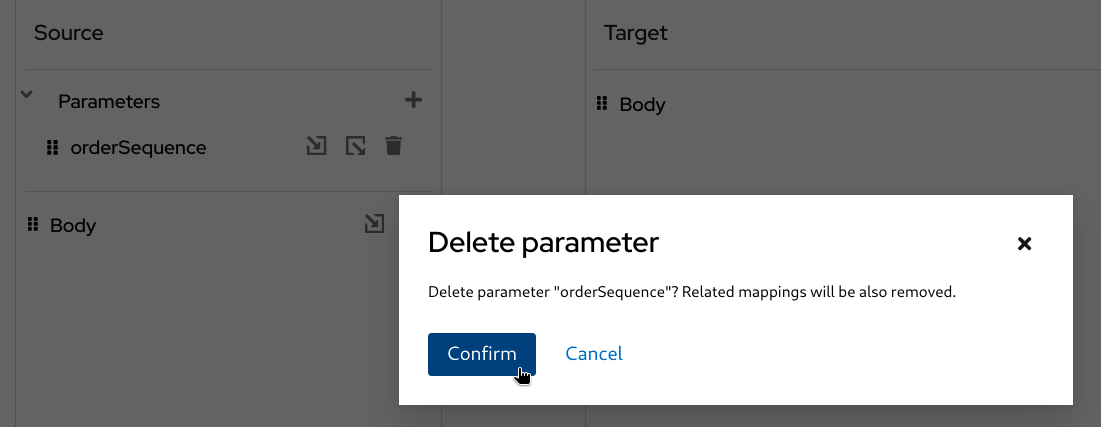 Source
Target
Parameters
Body
orderSequence
Body
Delete parameter
Delete parameter "orderSequence"? Related mappings will be also removed.
Confirm
Cancel